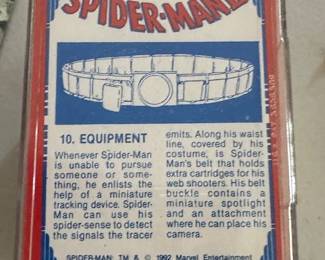 SPIDER-MAN
10. EQUIPMENT
Whenever Spider-Man
is unable to pursue
someone or some-
thing, he enlists the
help of a miniature
tracking device. Spider-
Man can use his
spider-sense to detect
the signals the tracer
emits. Along his waist
line, covered by his
costume, is Spider-
Man's belt that holds
extra cartridges for his
web shooters. His belt
buckle contains a
miniature spotlight
and an attachment
where he can place his
camera.
SPIDER-MAN: TM & © 1992 Marvel Entertainment